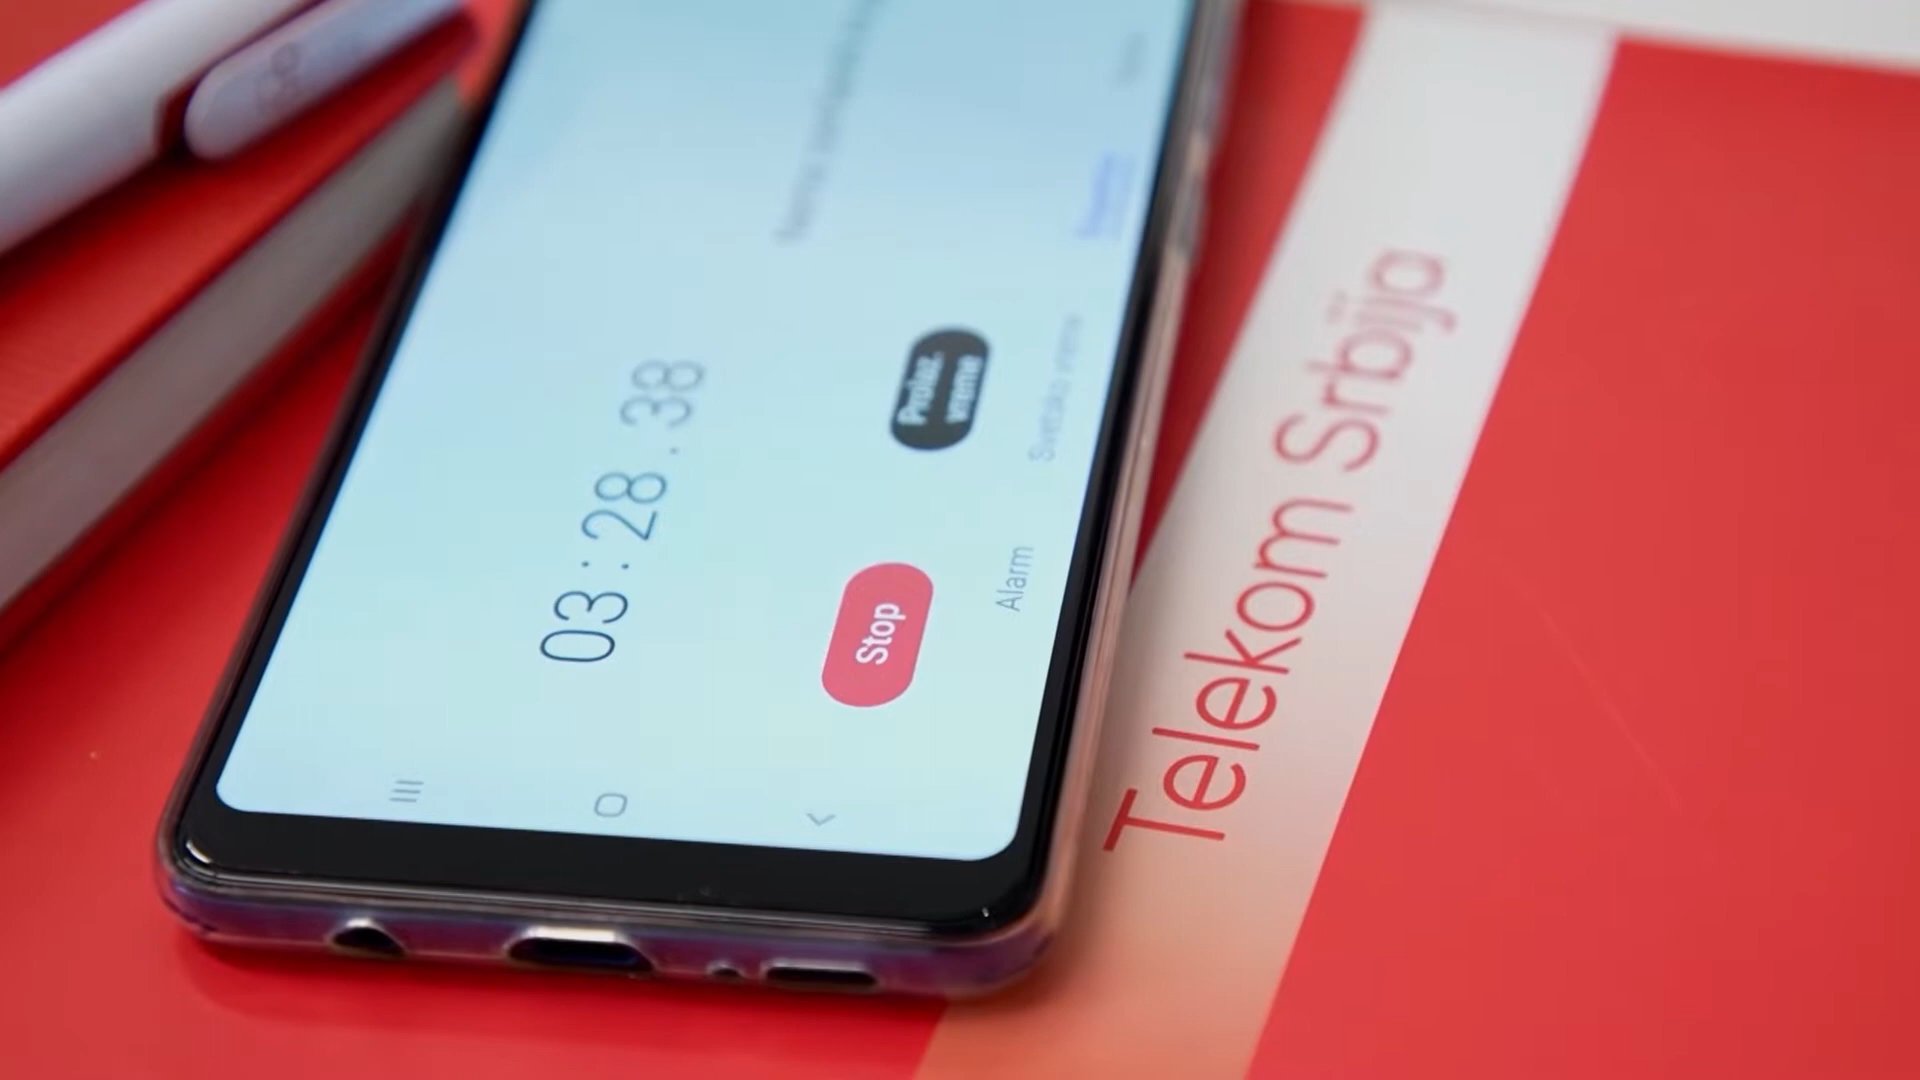 03:28.38
Stop
Prolaz.
vreme
Alarm
Svetsko vreme
Telekom Srbija